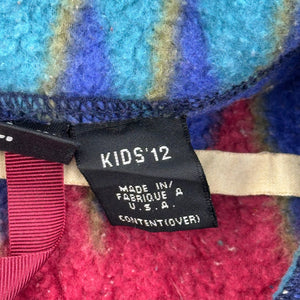 KIDS'12
MADE IN/
FABRIQUE A
U.S.A.
CONTENT(OVER)